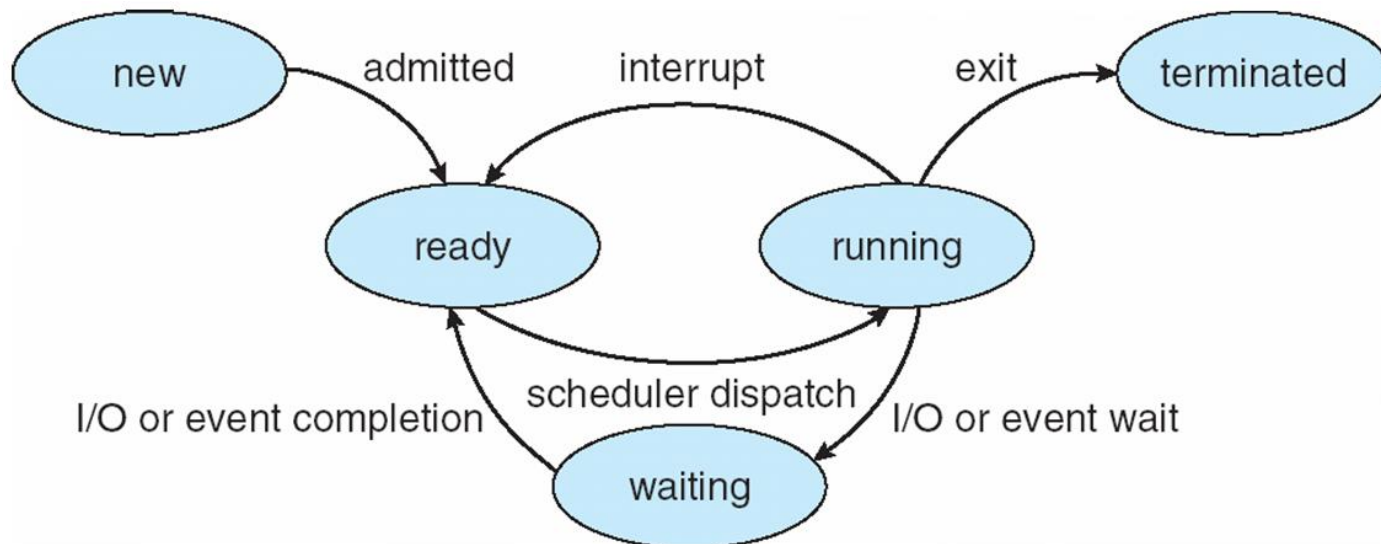 new
admitted
interrupt
exit
terminated
ready
running
scheduler dispatch
I/O or event completion
I/O or event wait
waiting